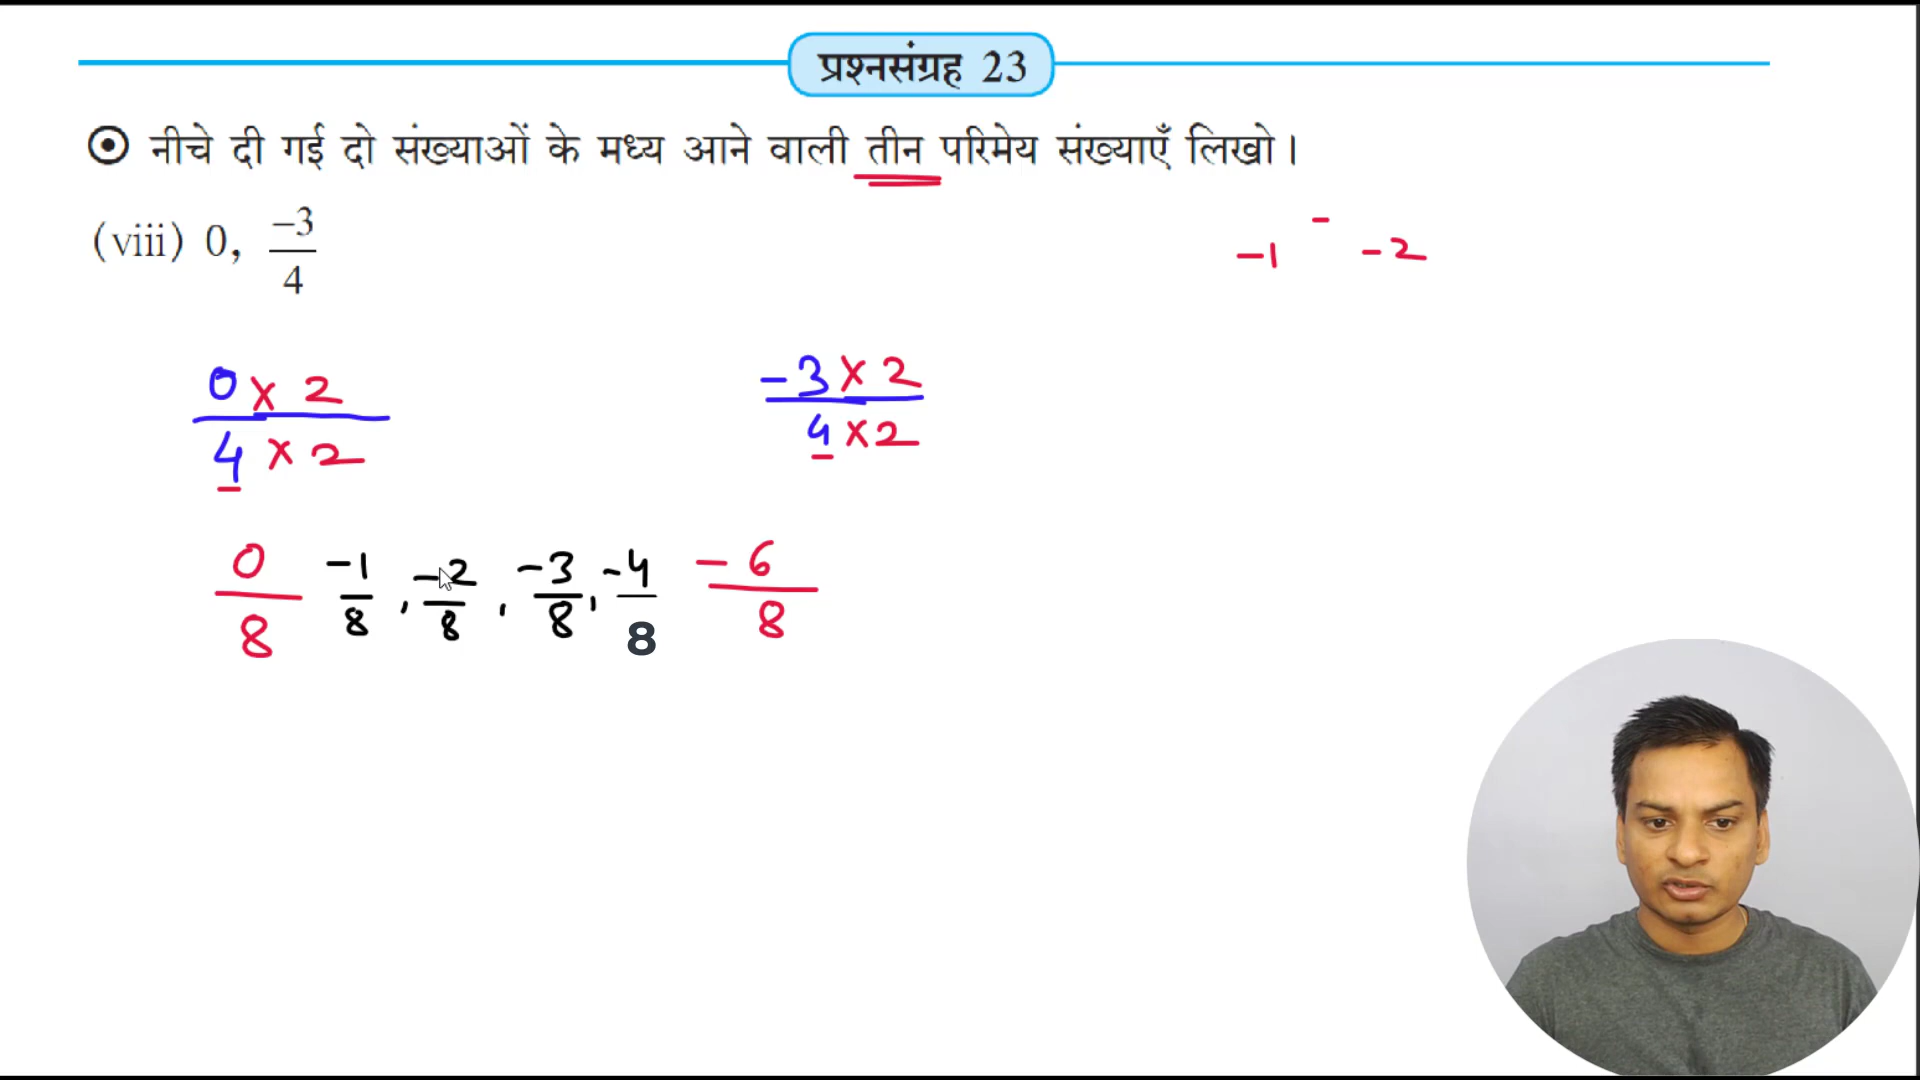 प्रश्नसंग्रह 23
नीचे दी गई दो संख्याओं के मध्य आने वाली तीन परिमेय संख्याएँ लिखो।
(viii) 0, -3/4
-1 - -2
0 × 2 / 4 × 2   -3 × 2 / 4 × 2
0/8 -1/8 , -2/8 , -3/8 , -4/8 -6/8